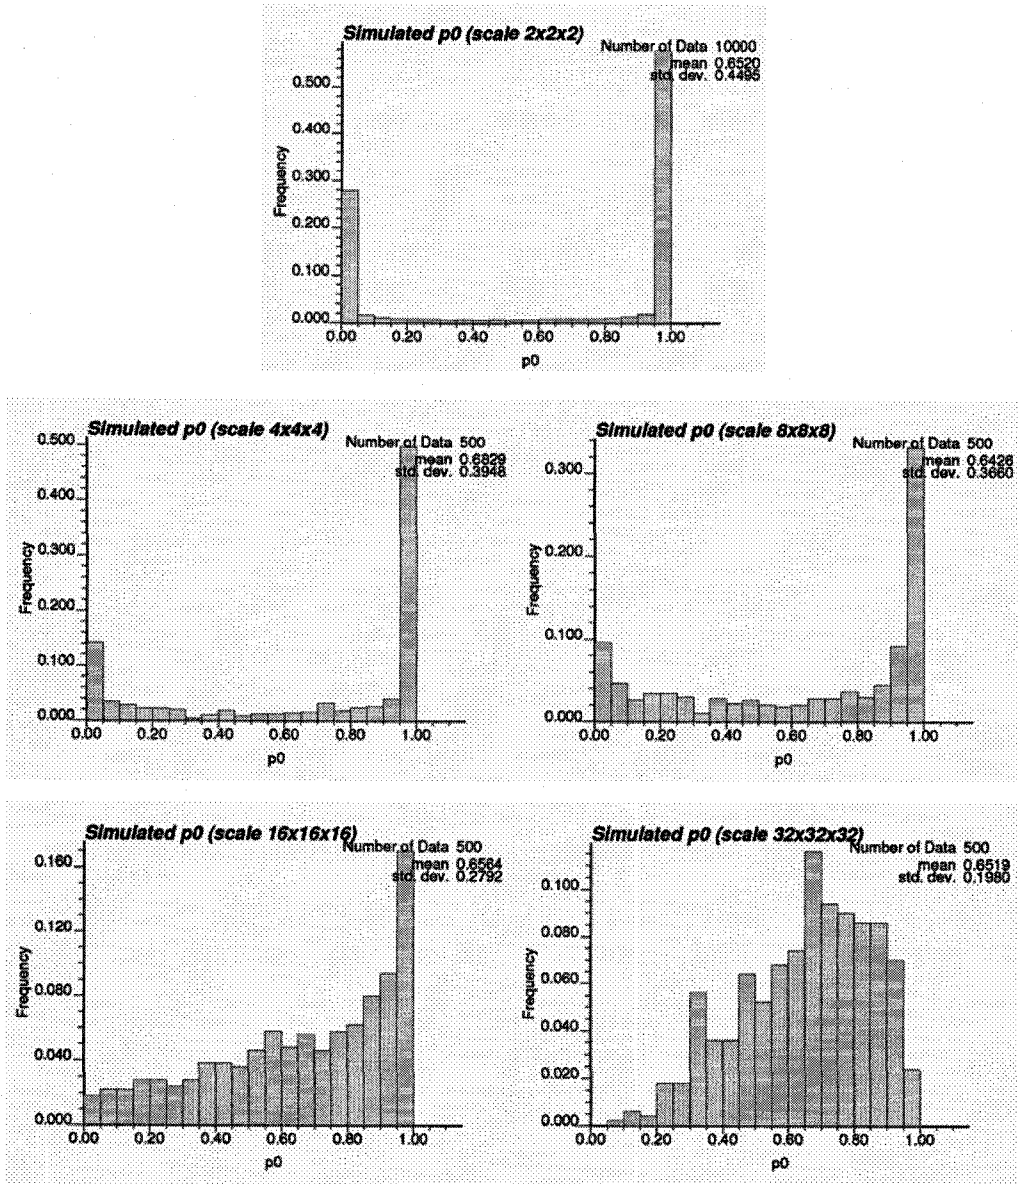 Simulated p0 (scale 2x2x2)
Number of Data 10000
mean 0.6520
std. dev. 0.4495
0.500
0.400
0.300
0.200
0.100
0.000
Frequency
0.00 0.20 0.40 0.60 0.80 1.00
p0
Simulated p0 (scale 4x4x4)
Number of Data 500
mean 0.6829
std. dev. 0.3948
0.500
0.400
0.300
0.200
0.100
0.000
Frequency
0.00 0.20 0.40 0.60 0.80 1.00
p0
Simulated p0 (scale 8x8x8)
Number of Data 500
mean 0.6426
std. dev. 0.3660
0.300
0.200
0.100
0.000
Frequency
0.00 0.20 0.40 0.60 0.80 1.00
p0
Simulated p0 (scale 16x16x16)
Number of Data 500
mean 0.6564
std. dev. 0.2792
0.160
0.120
0.080
0.040
0.000
Frequency
0.00 0.20 0.40 0.60 0.80 1.00
p0
Simulated p0 (scale 32x32x32)
Number of Data 500
mean 0.6519
std. dev. 0.1980
0.100
0.080
0.060
0.040
0.020
0.000
Frequency
0.00 0.20 0.40 0.60 0.80 1.00
p0